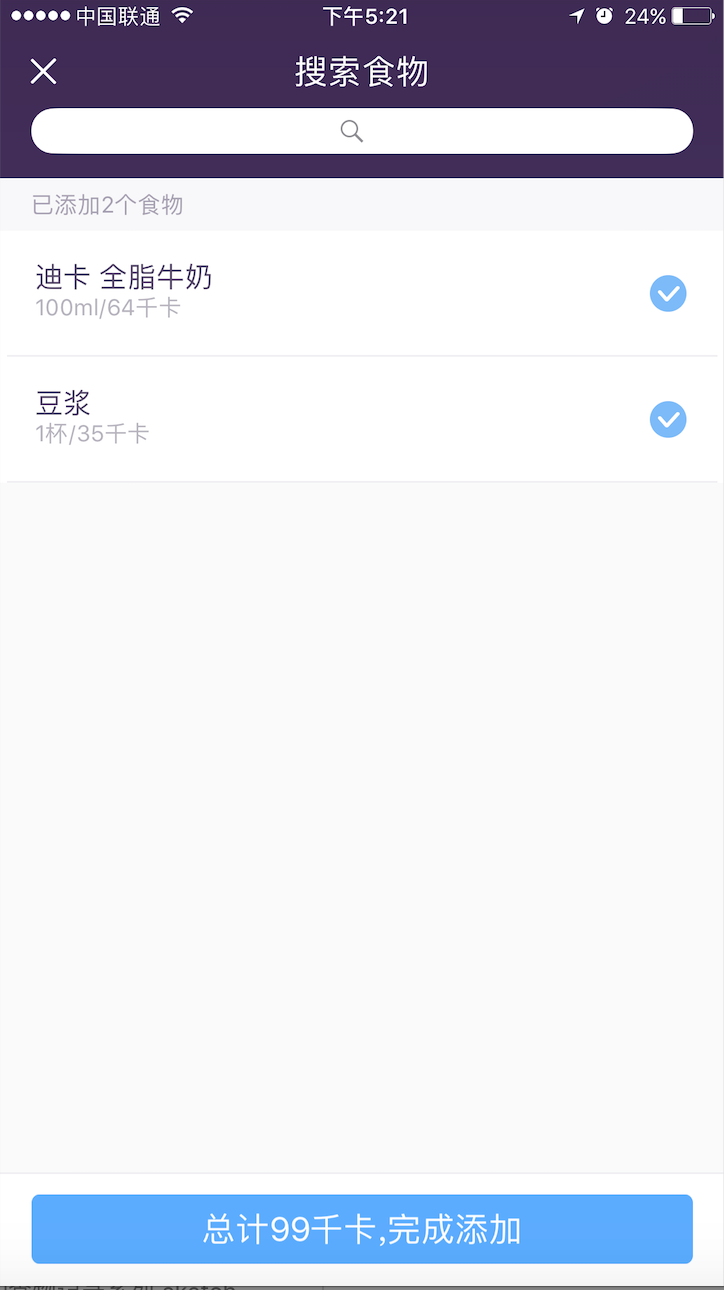 中国联通 下午5:21 24%
搜索食物
已添加2个食物
迪卡 全脂牛奶
100ml/64千卡
豆浆
1杯/35千卡
总计99千卡,完成添加